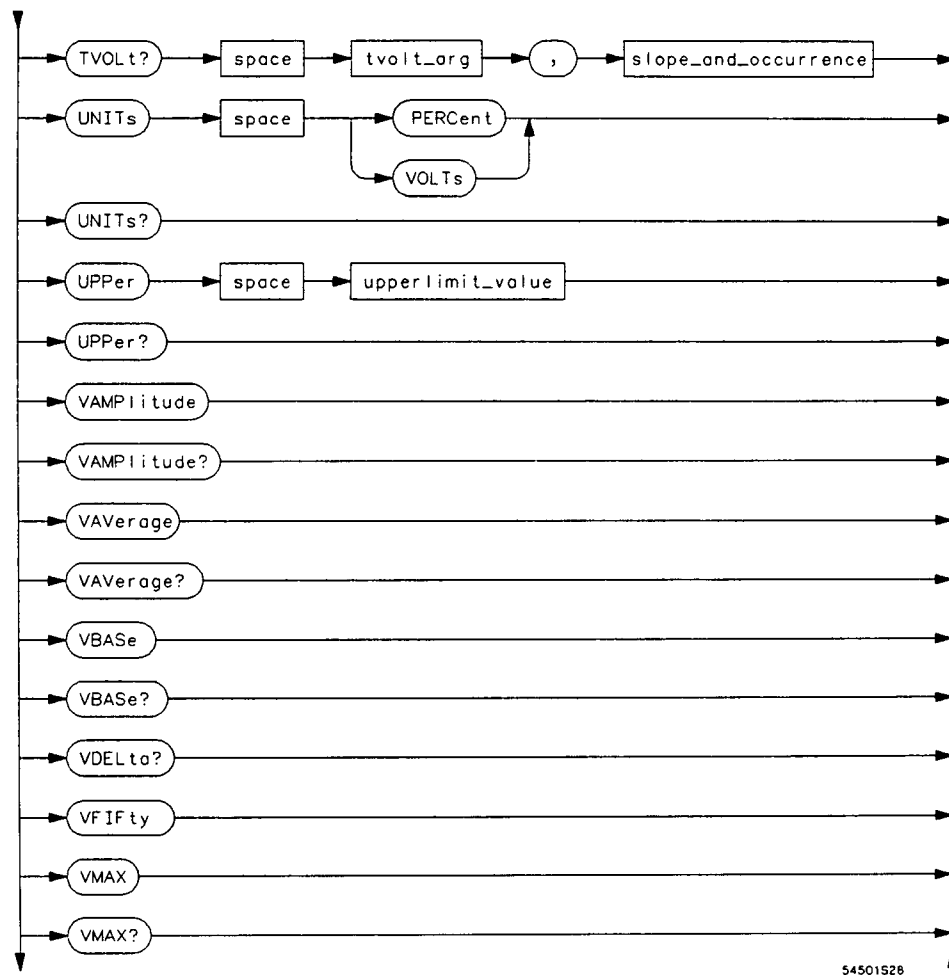 TVOLt? space tvolt_arg , slope_and_occurrence
UNITs space PERCent
VOLTs
UNITs?
UPPer space upperlimit_value
UPPer?
VAMPlitude
VAMPlitude?
VAVerage
VAVerage?
VBASe
VBASe?
VDELta?
VFIFty
VMAX
VMAX?
54501S28